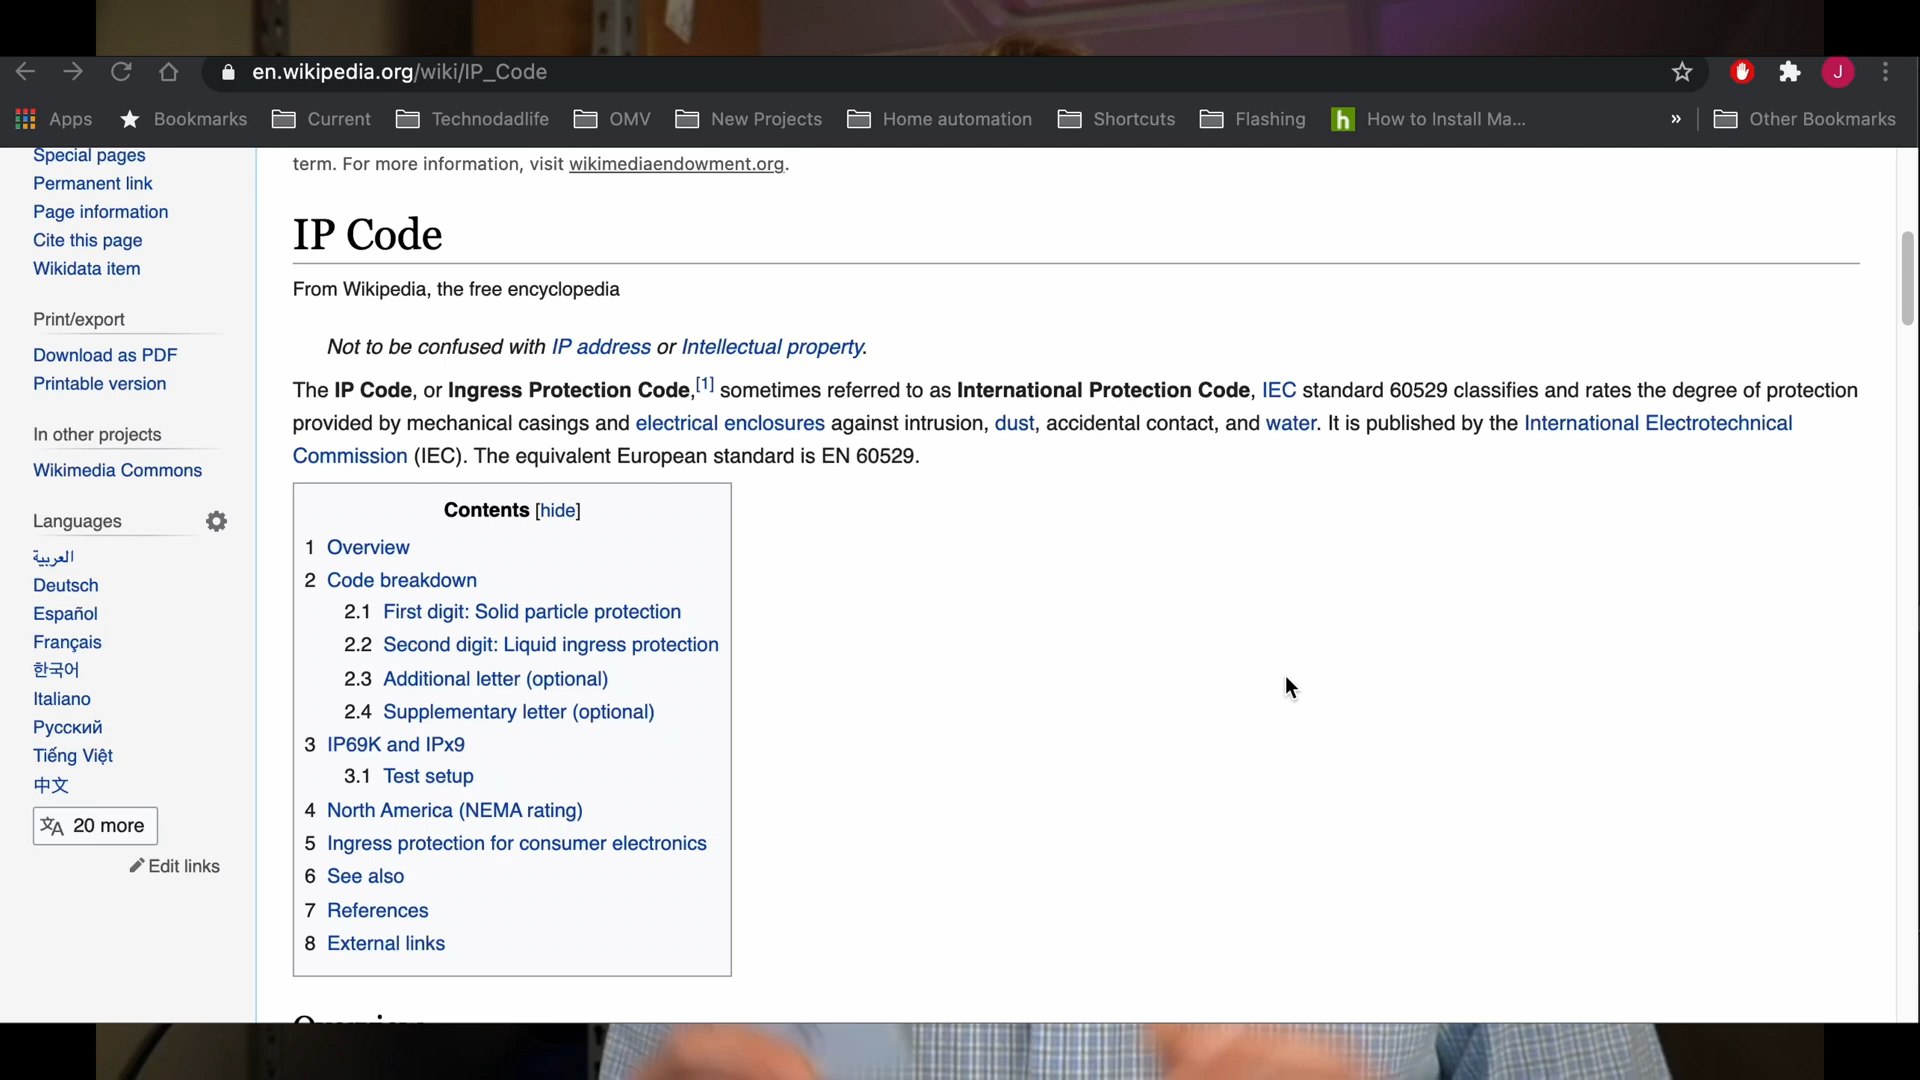 en.wikipedia.org/wiki/IP_Code
J
Apps Bookmarks Current Technodadlife OMV New Projects Home automation Shortcuts Flashing h How to Install Ma... » Other Bookmarks
Special pages
Permanent link
Page information
Cite this page
Wikidata item
Print/export
Download as PDF
Printable version
In other projects
Wikimedia Commons
Languages
العربية
Deutsch
Español
Français
한국어
Italiano
Русский
Tiếng Việt
中文
20 more
Edit links
term. For more information, visit wikimediaendowment.org.
IP Code
From Wikipedia, the free encyclopedia
Not to be confused with IP address or Intellectual property.
The IP Code, or Ingress Protection Code,[1] sometimes referred to as International Protection Code, IEC standard 60529 classifies and rates the degree of protection
provided by mechanical casings and electrical enclosures against intrusion, dust, accidental contact, and water. It is published by the International Electrotechnical
Commission (IEC). The equivalent European standard is EN 60529.
Contents [hide]
1 Overview
2 Code breakdown
2.1 First digit: Solid particle protection
2.2 Second digit: Liquid ingress protection
2.3 Additional letter (optional)
2.4 Supplementary letter (optional)
3 IP69K and IPx9
3.1 Test setup
4 North America (NEMA rating)
5 Ingress protection for consumer electronics
6 See also
7 References
8 External links
Overview